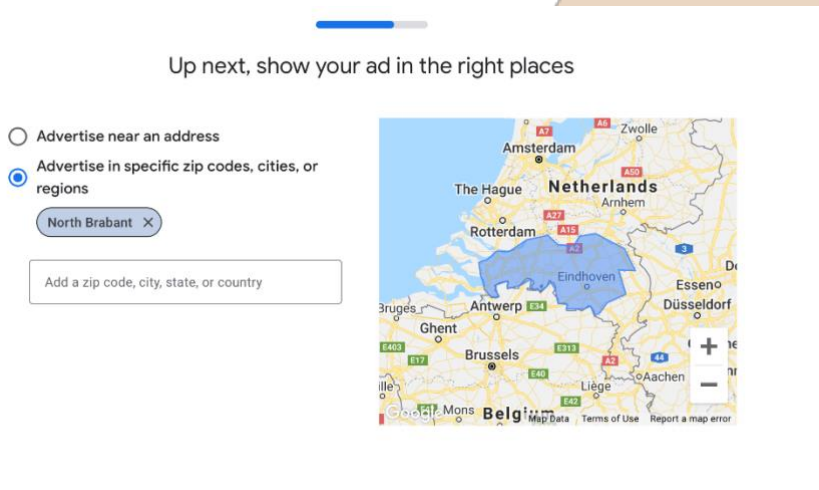 Up next, show your ad in the right places
Advertise near an address
Advertise in specific zip codes, cities, or
regions
North Brabant
Add a zip code, city, state, or country
A7
A6
Zwolle
Amsterdam
A50
The Hague
Netherlands
Arnhem
A27
Rotterdam
A15
A2
3
Eindhoven
Essen
Düsseldorf
Bruges
Antwerp
E34
Ghent
E403
E17
Brussels
E313
A2
44
Aachen
E40
Liège
E42
Google
Mons
Belgium
Map Data
Terms of Use
Report a map error